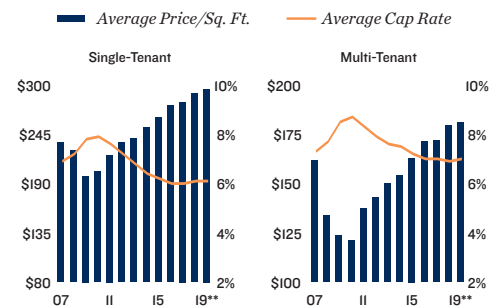 Average Price/Sq. Ft. Average Cap Rate
Single-Tenant Multi-Tenant
$300 10% $200 10%
$245 8% $175 8%
$190 6% $150 6%
$135 4% $125 4%
$80 2% $100 2%
07 11 15 19** 07 11 15 19**